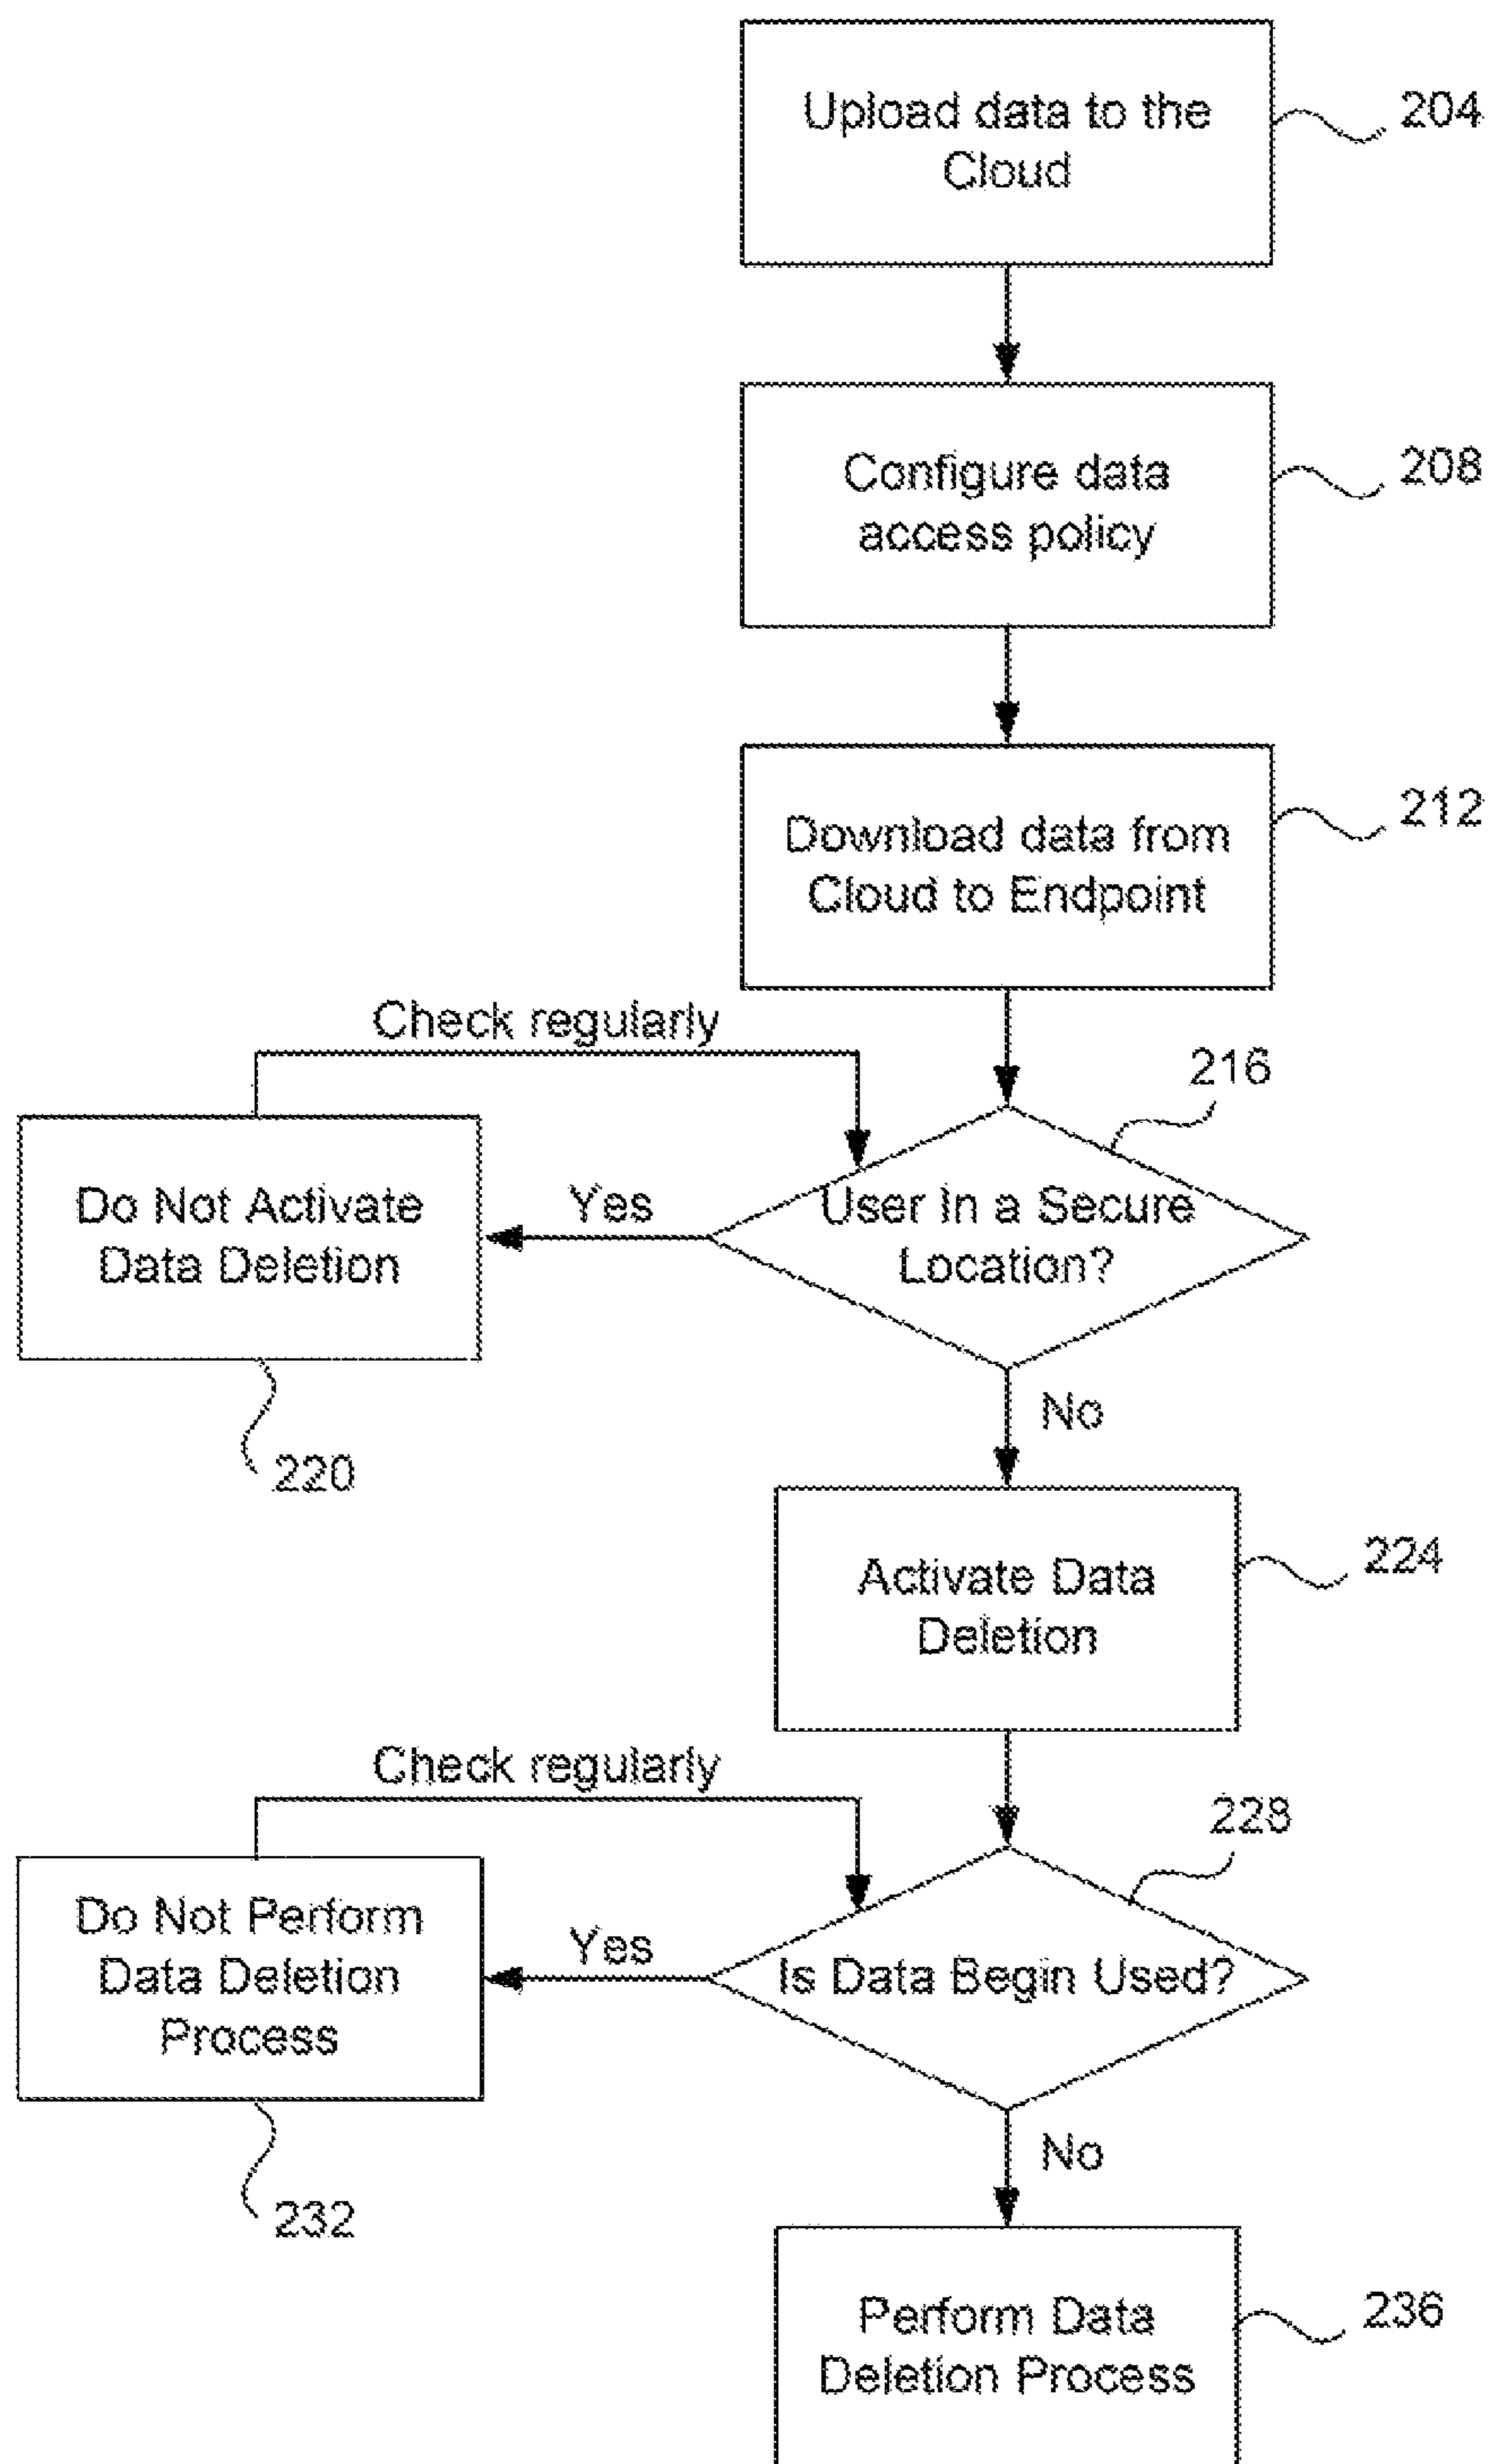 Upload data to the
Cloud
204
Configure data
access policy
208
Download data from
Cloud to Endpoint
212
Check regularly
216
User In a Secure
Location?
Yes
Do Not Activate
Data Deletion
220
No
Activate Data
Deletion
224
Check regularly
228
Is Data Begin Used?
Yes
Do Not Perform
Data Deletion
Process
232
No
Perform Data
Deletion Process
236